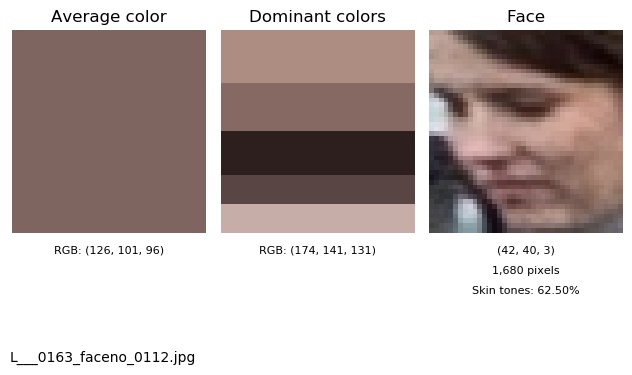 Average color
Dominant colors
Face
RGB: (126, 101, 96)
RGB: (174, 141, 131)
(42, 40, 3)
1,680 pixels
Skin tones: 62.50%
L___0163_faceno_0112.jpg